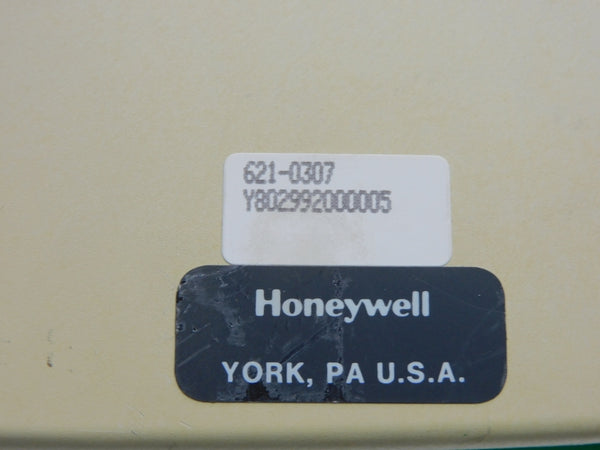 621-0307
Y802992000005
Honeywell
YORK, PA U.S.A.